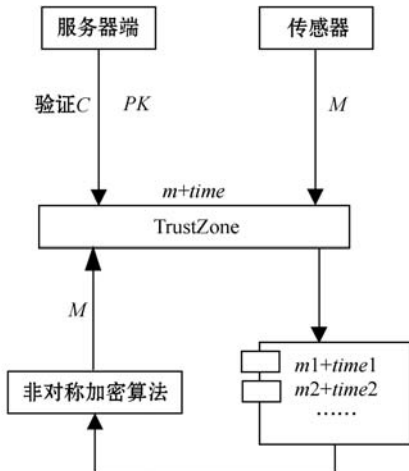 服务器端
传感器
验证C PK
M
m+time
TrustZone
M
非对称加密算法
m1+time1
m2+time2
……